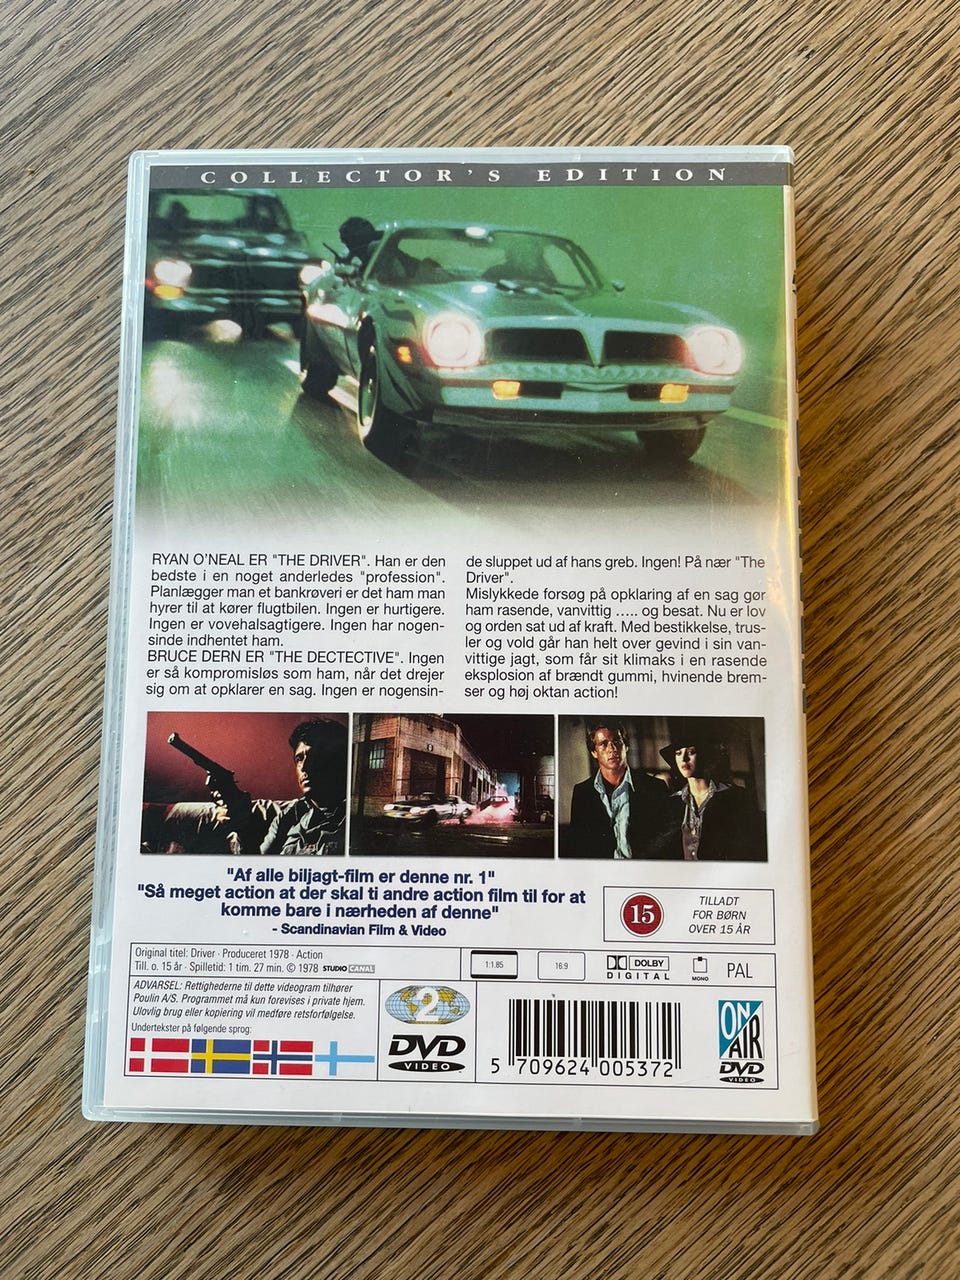 COLLECTOR'S EDITION
RYAN O'NEAL ER "THE DRIVER". Han er den
bedste i en noget anderledes "profession".
Planlægger man et bankrøveri er det ham man
hyrer til at kører flugtbilen. Ingen er hurtigere.
Ingen er vovehalsagtigere. Ingen har nogen-
sinde indhentet ham.
BRUCE DERN ER "THE DECTECTIVE". Ingen
er så kompromisløs som ham, når det drejer
sig om at opklarer en sag. Ingen er nogensin-
de sluppet ud af hans greb. Ingen! På nær "The
Driver".
Mislykkede forsøg på opklaring af en sag gør
ham rasende, vanvittig ..... og besat. Nu er lov
og orden sat ud af kraft. Med bestikkelse, trus-
ler og vold går han helt over gevind i sin van-
vittige jagt, som får sit klimaks i en rasende
eksplosion af brændt gummi, hvinende brem-
ser og høj oktan action!
"Af alle biljagt-film er denne nr. 1"
"Så meget action at der skal ti andre action film til for at
komme bare i nærheden af denne"
- Scandinavian Film & Video
15
TILLADT
FOR BØRN
OVER 15 ÅR
Original titel: Driver · Produceret 1978 · Action
Till. o. 15 år · Spilletid: 1 tim. 27 min. © 1978 STUDIO CANAL
1:1.85
16:9
DOLBY
DIGITAL
MONO
PAL
ADVARSEL: Rettighederne til dette videogram tilhører
Poulin A/S. Programmet må kun forevises i private hjem.
Ulovlig brug eller kopiering vil medføre retsforfølgelse.
Undertekster på følgende sprog:
2
DVD
VIDEO
5 709624 005372
ON
AIR
DVD
VIDEO